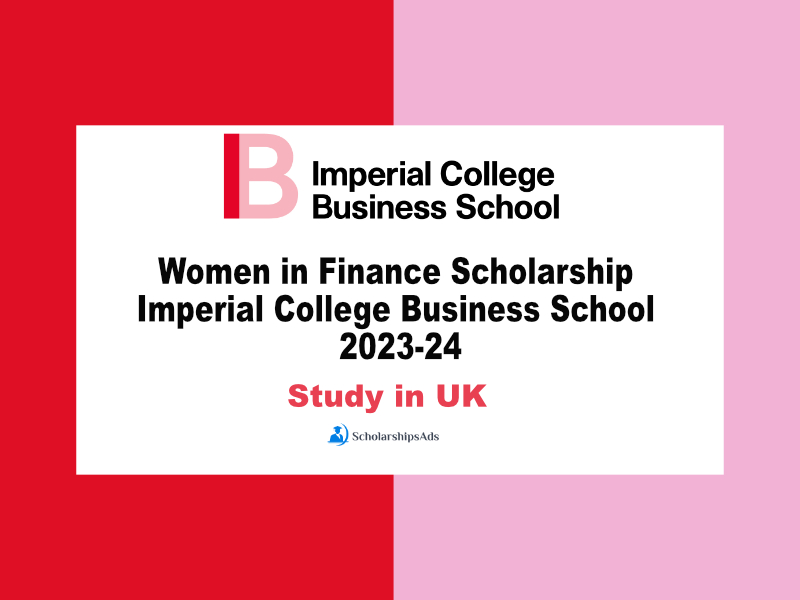 B
Imperial College
Business School
Women in Finance Scholarship
Imperial College Business School
2023-24
Study in UK
ScholarshipsAds